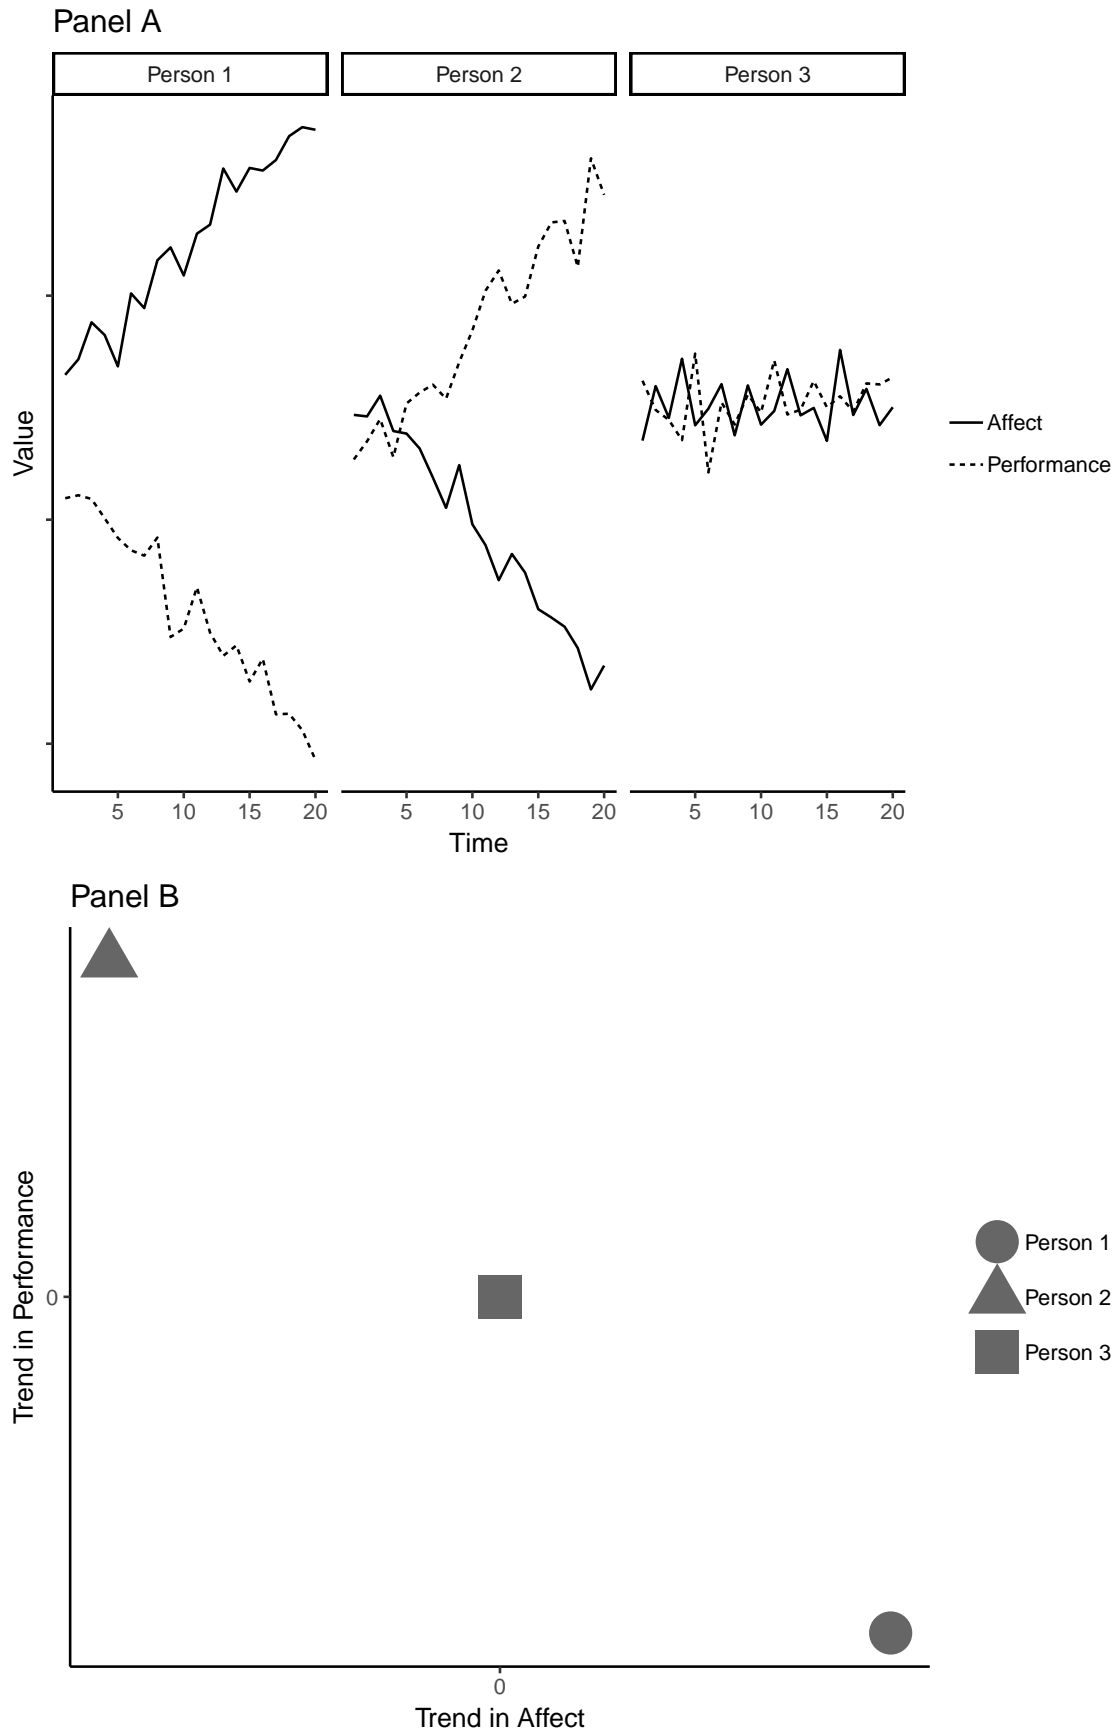 Panel A
Person 1 Person 2 Person 3
Value
Affect
Performance
5 10 15 20 5 10 15 20 5 10 15 20
Time
Panel B
Trend in Performance
0
Person 1
Person 2
Person 3
0
Trend in Affect